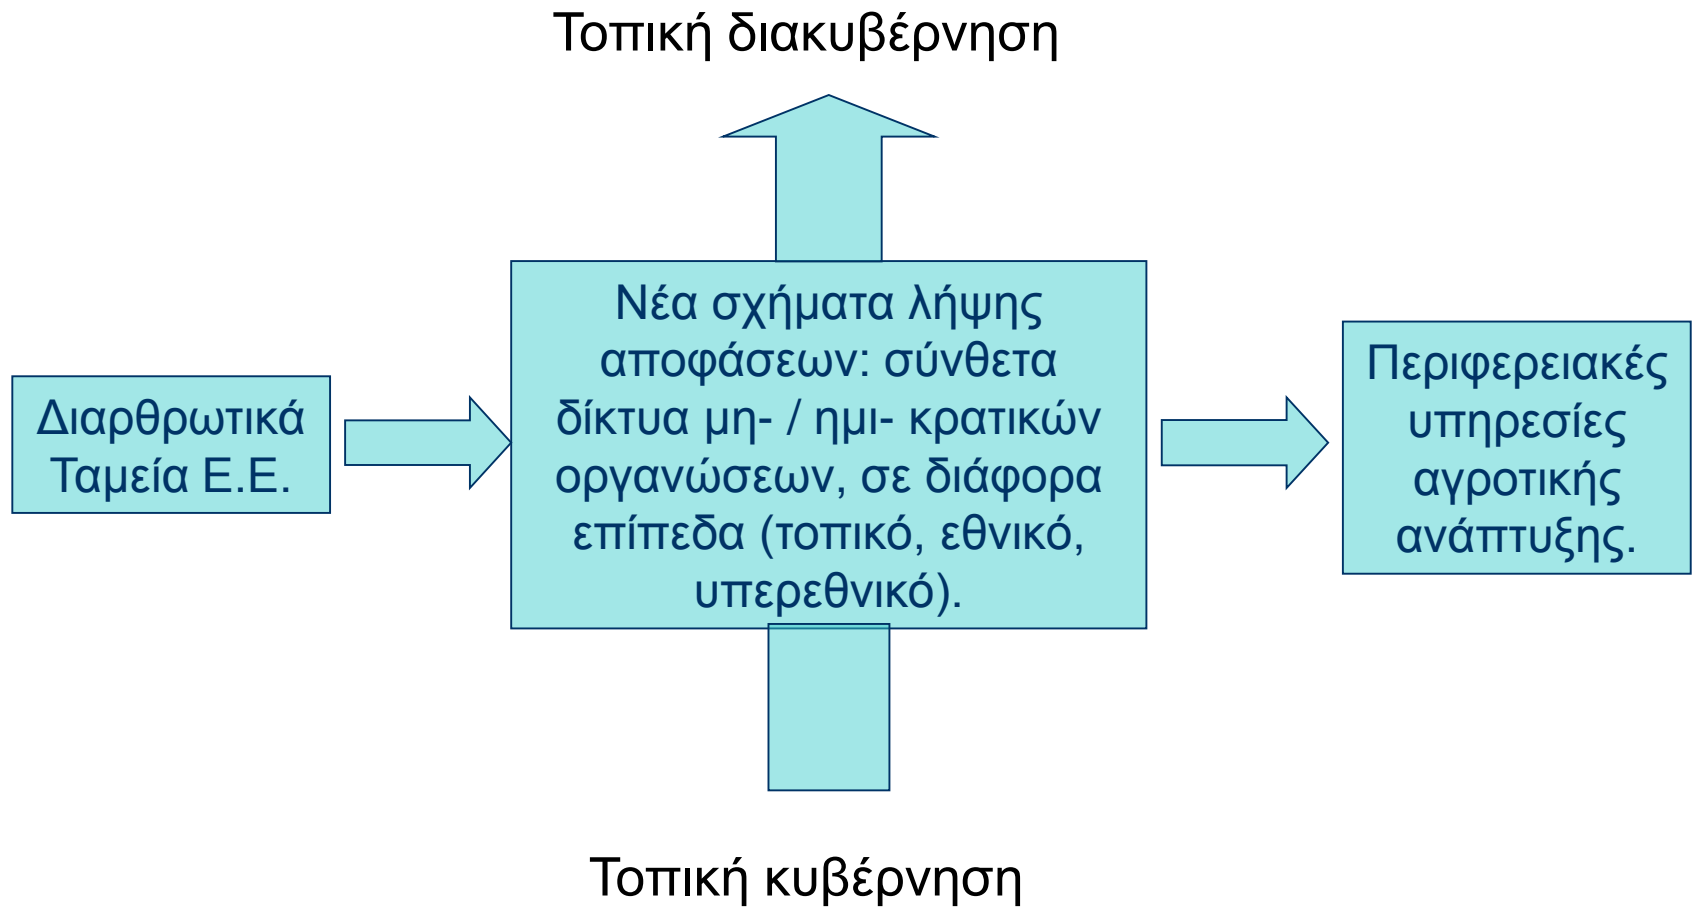 Τοπική διακυβέρνηση
Νέα σχήματα λήψης
αποφάσεων: σύνθετα
δίκτυα μη- / ημι- κρατικών
οργανώσεων, σε διάφορα
επίπεδα (τοπικό, εθνικό,
υπερεθνικό).
Διαρθρωτικά
Ταμεία Ε.Ε.
Περιφερειακές
υπηρεσίες
αγροτικής
ανάπτυξης.
Τοπική κυβέρνηση